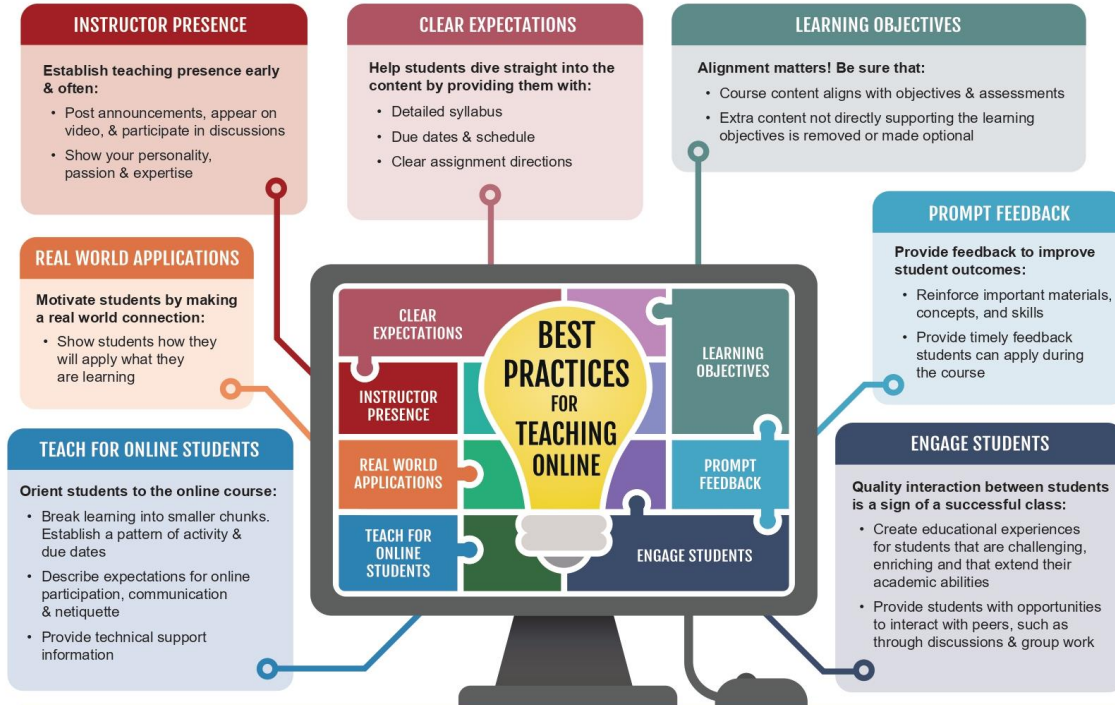 INSTRUCTOR PRESENCE
Establish teaching presence early
& often:
• Post announcements, appear on
video, & participate in discussions
• Show your personality,
passion & expertise
CLEAR EXPECTATIONS
Help students dive straight into the
content by providing them with:
• Detailed syllabus
• Due dates & schedule
• Clear assignment directions
LEARNING OBJECTIVES
Alignment matters! Be sure that:
• Course content aligns with objectives & assessments
• Extra content not directly supporting the learning
objectives is removed or made optional
REAL WORLD APPLICATIONS
Motivate students by making
a real world connection:
• Show students how they
will apply what they
are learning
PROMPT FEEDBACK
Provide feedback to improve
student outcomes:
• Reinforce important materials,
concepts, and skills
• Provide timely feedback
students can apply during
the course
TEACH FOR ONLINE STUDENTS
Orient students to the online course:
• Break learning into smaller chunks.
Establish a pattern of activity &
due dates
• Describe expectations for online
participation, communication
& netiquette
• Provide technical support
information
ENGAGE STUDENTS
Quality interaction between students
is a sign of a successful class:
• Create educational experiences
for students that are challenging,
enriching and that extend their
academic abilities
• Provide students with opportunities
to interact with peers, such as
through discussions & group work
CLEAR
EXPECTATIONS
INSTRUCTOR
PRESENCE
REAL WORLD
APPLICATIONS
TEACH FOR
ONLINE
STUDENTS
BEST
PRACTICES
FOR
TEACHING
ONLINE
LEARNING
OBJECTIVES
PROMPT
FEEDBACK
ENGAGE STUDENTS